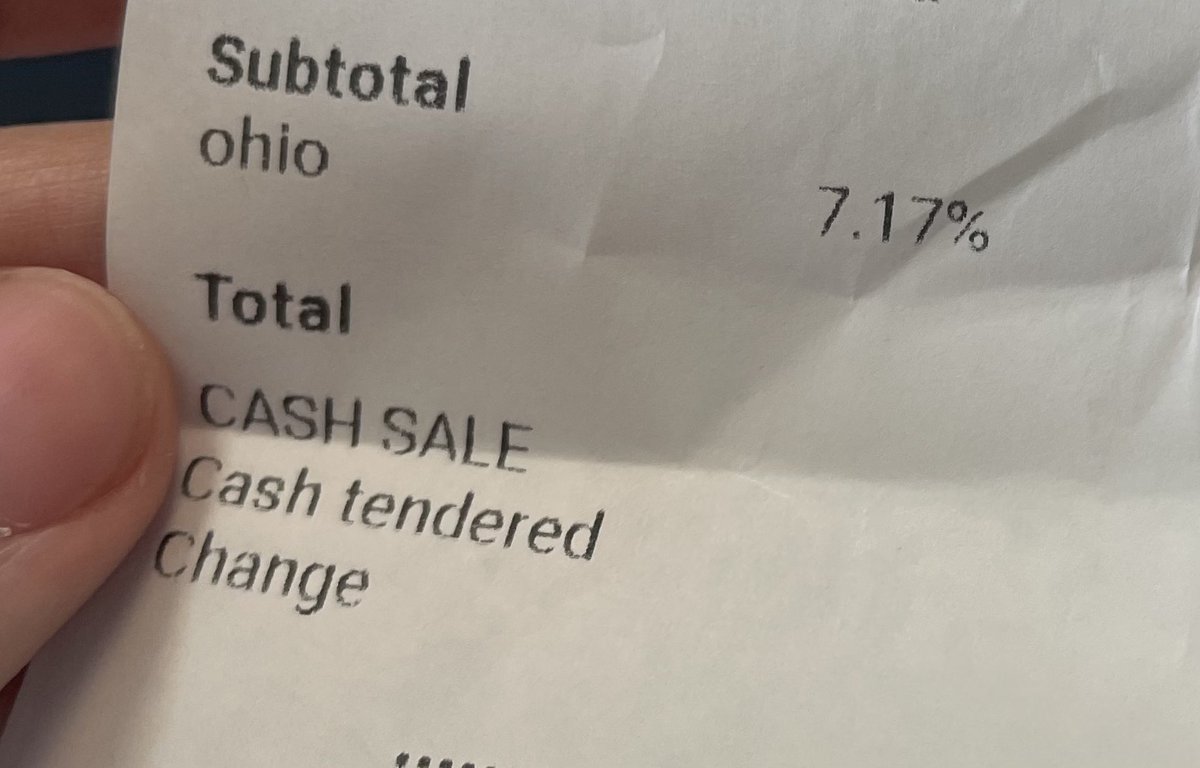 Subtotal
ohio 7.17%
Total
CASH SALE
Cash tendered
Change